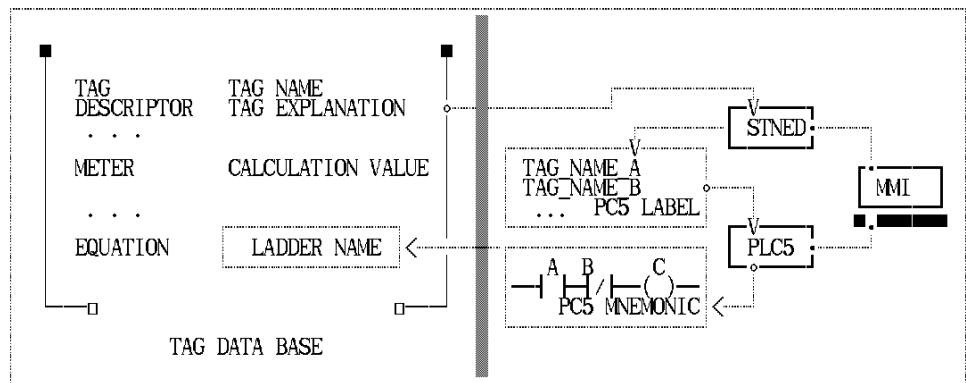 TAG TAG NAME
DESCRIPTOR TAG EXPLANATION
. . .
METER CALCULATION VALUE
. . .
EQUATION LADDER NAME
TAG DATA BASE
STNED
TAG_NAME_A
TAG_NAME_B
... PC5 LABEL
MMI
PLC5
A B C
PC5 MNEMONIC